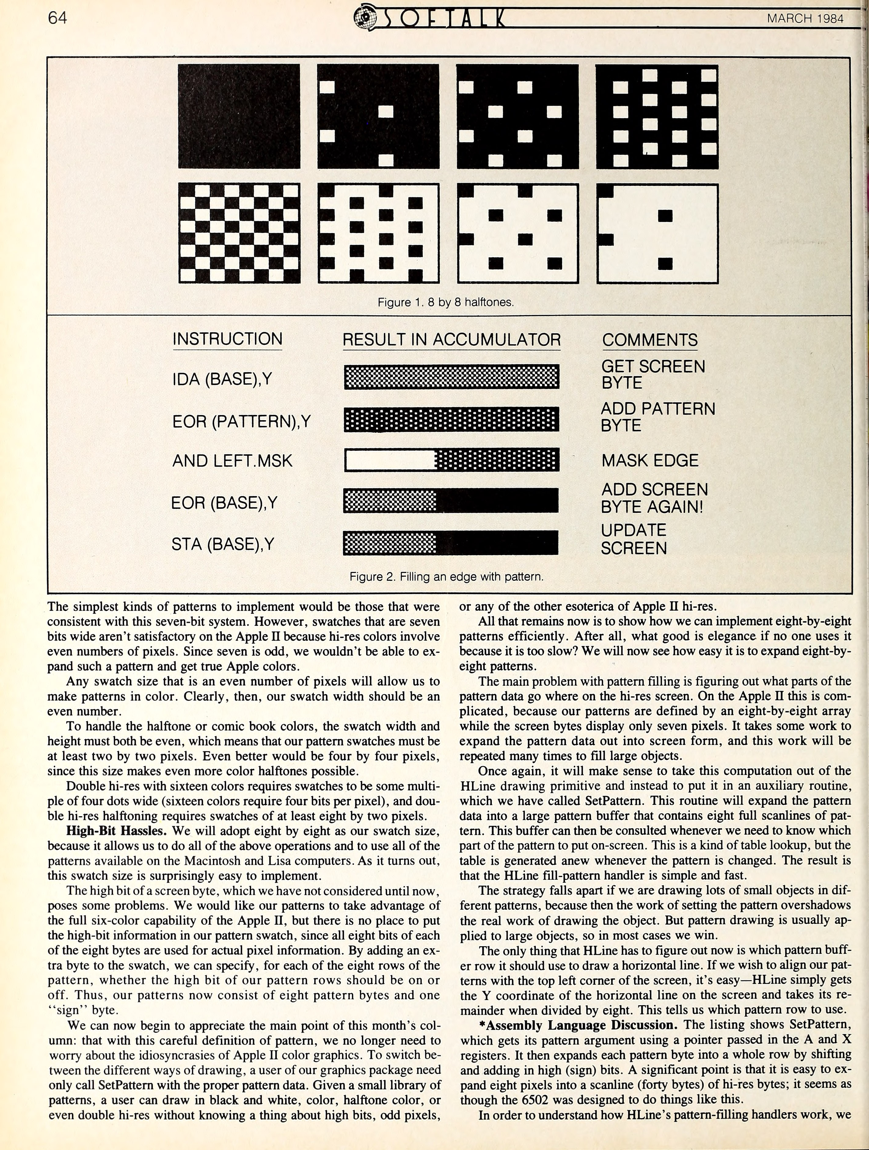 64
SOFTALK
MARCH 1984
Figure 1. 8 by 8 halftones.
INSTRUCTION RESULT IN ACCUMULATOR COMMENTS
IDA (BASE),Y GET SCREEN
BYTE
EOR (PATTERN),Y ADD PATTERN
BYTE
AND LEFT.MSK MASK EDGE
EOR (BASE),Y ADD SCREEN
BYTE AGAIN!
STA (BASE),Y UPDATE
SCREEN
Figure 2. Filling an edge with pattern.
The simplest kinds of patterns to implement would be those that were
consistent with this seven-bit system. However, swatches that are seven
bits wide aren't satisfactory on the Apple II because hi-res colors involve
even numbers of pixels. Since seven is odd, we wouldn't be able to ex-
pand such a pattern and get true Apple colors.
Any swatch size that is an even number of pixels will allow us to
make patterns in color. Clearly, then, our swatch width should be an
even number.
To handle the halftone or comic book colors, the swatch width and
height must both be even, which means that our pattern swatches must be
at least two by two pixels. Even better would be four by four pixels,
since this size makes even more color halftones possible.
Double hi-res with sixteen colors requires swatches to be some multi-
ple of four dots wide (sixteen colors require four bits per pixel), and dou-
ble hi-res halftoning requires swatches of at least eight by two pixels.
High-Bit Hassles. We will adopt eight by eight as our swatch size,
because it allows us to do all of the above operations and to use all of the
patterns available on the Macintosh and Lisa computers. As it turns out,
this swatch size is surprisingly easy to implement.
The high bit of a screen byte, which we have not considered until now,
poses some problems. We would like our patterns to take advantage of
the full six-color capability of the Apple II, but there is no place to put
the high-bit information in our pattern swatch, since all eight bits of each
of the eight bytes are used for actual pixel information. By adding an ex-
tra byte to the swatch, we can specify, for each of the eight rows of the
pattern, whether the high bit of our pattern rows should be on or
off. Thus, our patterns now consist of eight pattern bytes and one
"sign" byte.
We can now begin to appreciate the main point of this month's col-
umn: that with this careful definition of pattern, we no longer need to
worry about the idiosyncrasies of Apple II color graphics. To switch be-
tween the different ways of drawing, a user of our graphics package need
only call SetPattern with the proper pattern data. Given a small library of
patterns, a user can draw in black and white, color, halftone color, or
even double hi-res without knowing a thing about high bits, odd pixels,
or any of the other esoterica of Apple II hi-res.
All that remains now is to show how we can implement eight-by-eight
patterns efficiently. After all, what good is elegance if no one uses it
because it is too slow? We will now see how easy it is to expand eight-by-
eight patterns.
The main problem with pattern filling is figuring out what parts of the
pattern data go where on the hi-res screen. On the Apple II this is com-
plicated, because our patterns are defined by an eight-by-eight array
while the screen bytes display only seven pixels. It takes some work to
expand the pattern data out into screen form, and this work will be
repeated many times to fill large objects.
Once again, it will make sense to take this computation out of the
HLine drawing primitive and instead to put it in an auxiliary routine,
which we have called SetPattern. This routine will expand the pattern
data into a large pattern buffer that contains eight full scanlines of pat-
tern. This buffer can then be consulted whenever we need to know which
part of the pattern to put on-screen. This is a kind of table lookup, but the
table is generated anew whenever the pattern is changed. The result is
that the HLine fill-pattern handler is simple and fast.
The strategy falls apart if we are drawing lots of small objects in dif-
ferent patterns, because then the work of setting the pattern overshadows
the real work of drawing the object. But pattern drawing is usually ap-
plied to large objects, so in most cases we win.
The only thing that HLine has to figure out now is which pattern buff-
er row it should use to draw a horizontal line. If we wish to align our pat-
terns with the top left corner of the screen, it's easy—HLine simply gets
the Y coordinate of the horizontal line on the screen and takes its re-
mainder when divided by eight. This tells us which pattern row to use.
*Assembly Language Discussion. The listing shows SetPattern,
which gets its pattern argument using a pointer passed in the A and X
registers. It then expands each pattern byte into a whole row by shifting
and adding in high (sign) bits. A significant point is that it is easy to ex-
pand eight pixels into a scanline (forty bytes) of hi-res bytes; it seems as
though the 6502 was designed to do things like this.
In order to understand how HLine's pattern-filling handlers work, we